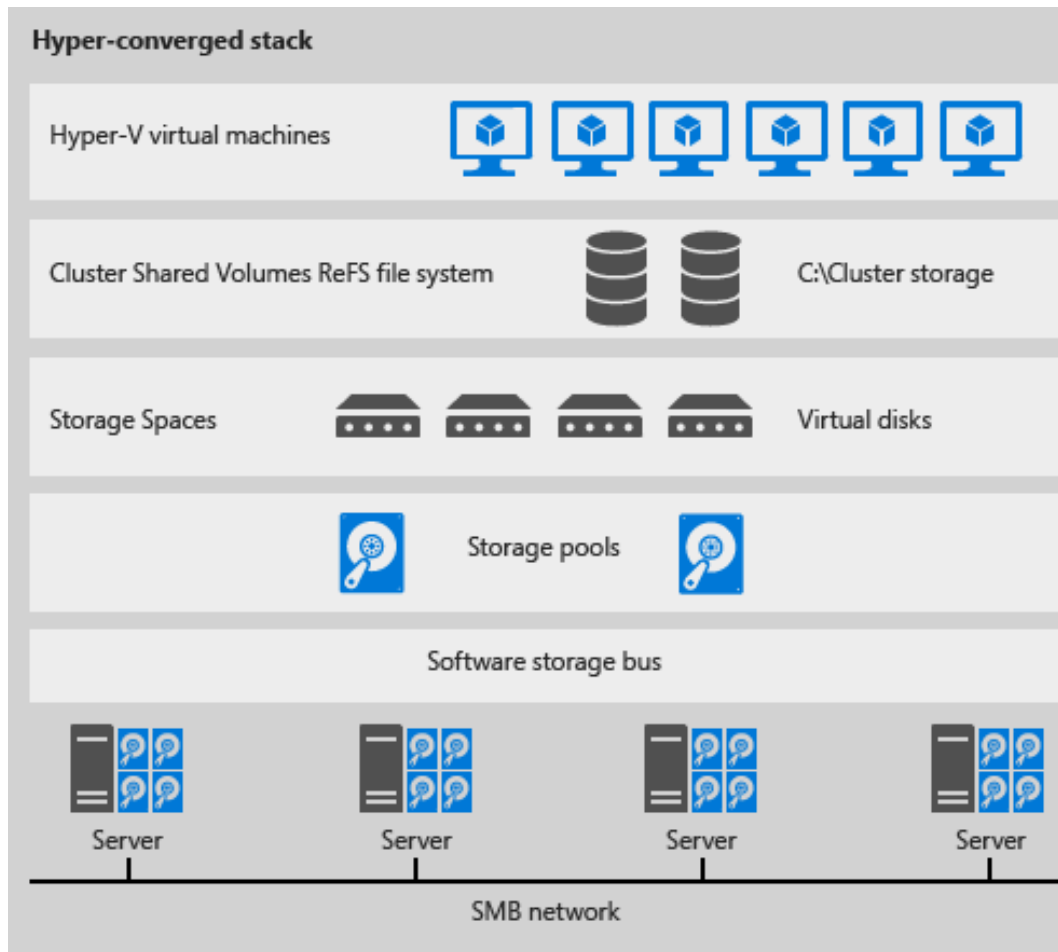 Hyper-converged stack
Hyper-V virtual machines
Cluster Shared Volumes ReFS file system
C:\Cluster storage
Storage Spaces
Virtual disks
Storage pools
Software storage bus
Server
Server
Server
Server
SMB network